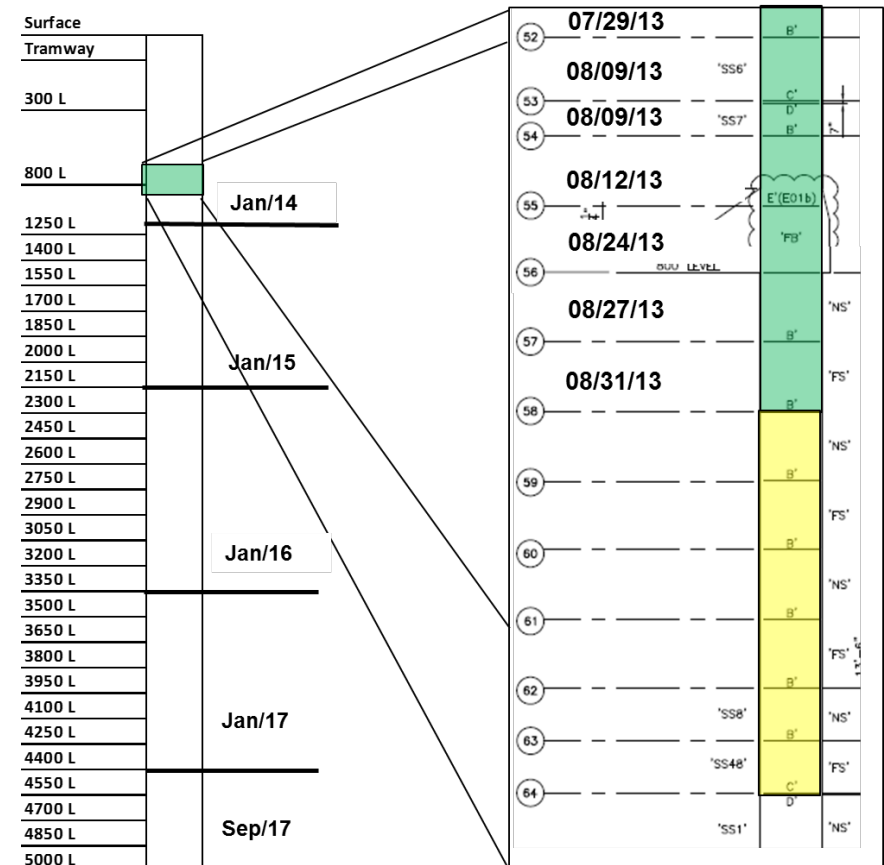 Surface
Tramway
300 L
800 L
1250 L
1400 L
1550 L
1700 L
1850 L
2000 L
2150 L
2300 L
2450 L
2600 L
2750 L
2900 L
3050 L
3200 L
3350 L
3500 L
3650 L
3800 L
3950 L
4100 L
4250 L
4400 L
4550 L
4700 L
4850 L
5000 L
Jan/14
Jan/15
Jan/16
Jan/17
Sep/17
07/29/13
52
B'
08/09/13
'SS6'
53
C'
D'
08/09/13
'SS7'
54
B'
7"
08/12/13
55
E'(E01b)
08/24/13
'FB'
56
800 LEVEL
08/27/13
'NS'
57
B'
08/31/13
'FS'
58
B'
'NS'
59
B'
'FS'
60
B'
'NS'
61
B'
'FS'
13'-6"
62
B'
'SS8'
'NS'
63
B'
'SS48'
'FS'
64
C'
D'
'SS1'
'NS'